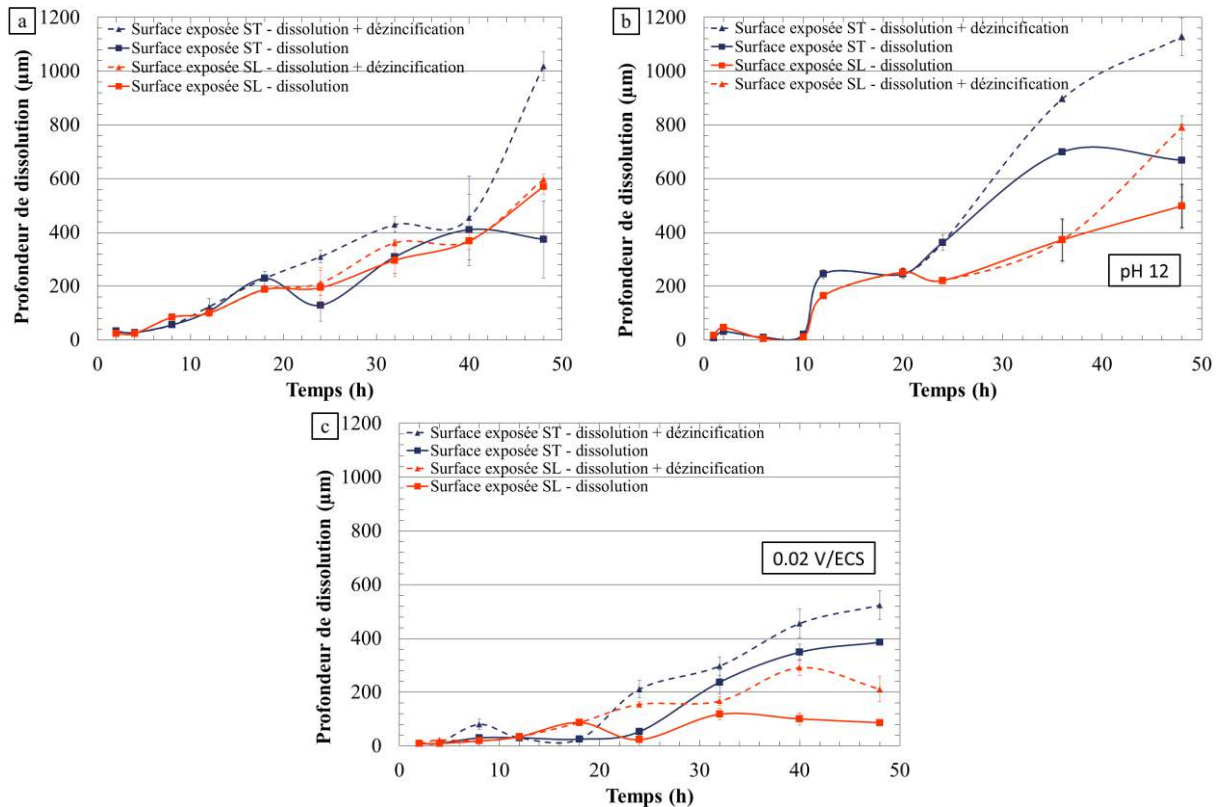 a
Surface exposée ST - dissolution + dézincification
Surface exposée ST - dissolution
Surface exposée SL - dissolution + dézincification
Surface exposée SL - dissolution
Profondeur de dissolution (µm)
1200
1000
800
600
400
200
0
0 10 20 30 40 50
Temps (h)
b
Surface exposée ST - dissolution + dézincification
Surface exposée ST - dissolution
Surface exposée SL - dissolution
Surface exposée SL - dissolution + dézincification
Profondeur de dissolution (µm)
1200
1000
800
600
400
200
0
pH 12
0 10 20 30 40 50
Temps (h)
c
Surface exposée ST - dissolution + dézincification
Surface exposée ST - dissolution
Surface exposée SL - dissolution + dézincification
Surface exposée SL - dissolution
Profondeur de dissolution (µm)
1200
1000
800
600
400
200
0
0.02 V/ECS
0 10 20 30 40 50
Temps (h)